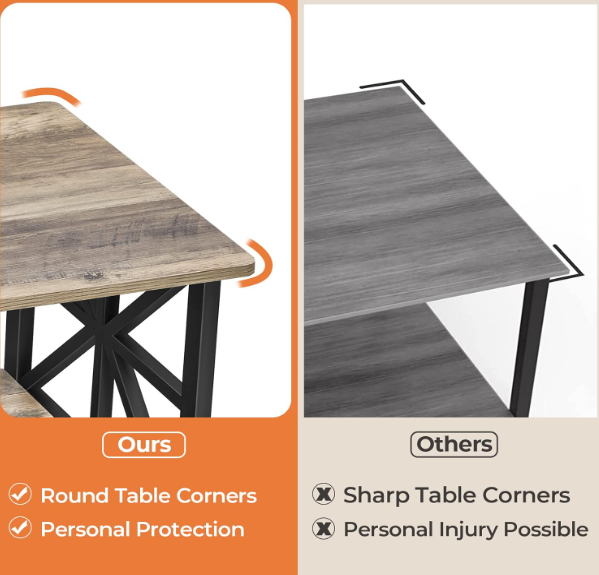 Ours
Round Table Corners
Personal Protection
Others
Sharp Table Corners
Personal Injury Possible